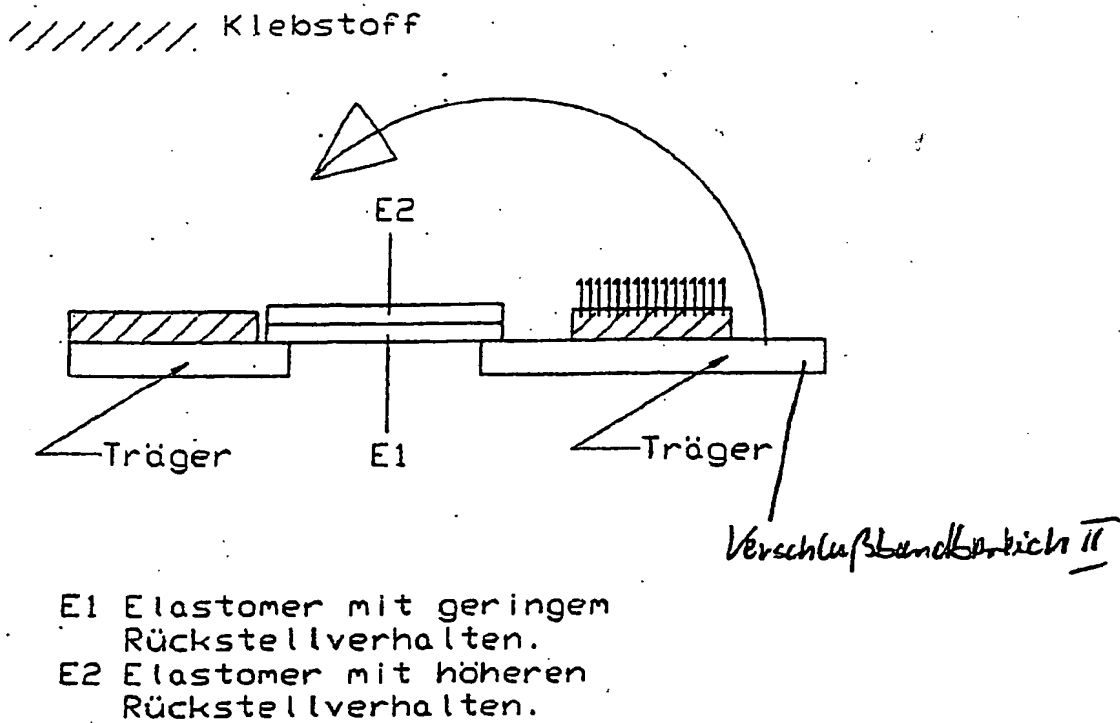 Klebstoff
E2
Träger
E1
Träger
Verschlußbandbereich II
E1 Elastomer mit geringem
Rückstellverhalten.
E2 Elastomer mit höheren
Rückstellverhalten.